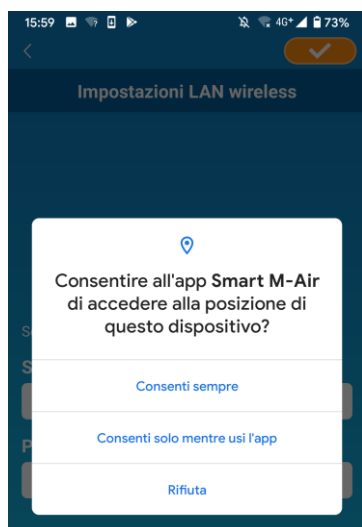 15:59 4G+ 73%
Impostazioni LAN wireless
Consentire all'app Smart M-Air
di accedere alla posizione di
questo dispositivo?
S
S
Consenti sempre
P
Consenti solo mentre usi l'app
Rifiuta